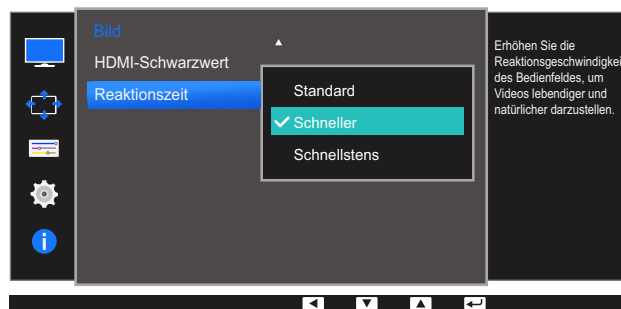 Bild
HDMI-Schwarzwert
Reaktionszeit
Standard
Schneller
Schnellstens
Erhöhen Sie die
Reaktionsgeschwindigkei
des Bedienfeldes, um
Videos lebendiger und
natürlicher darzustellen.